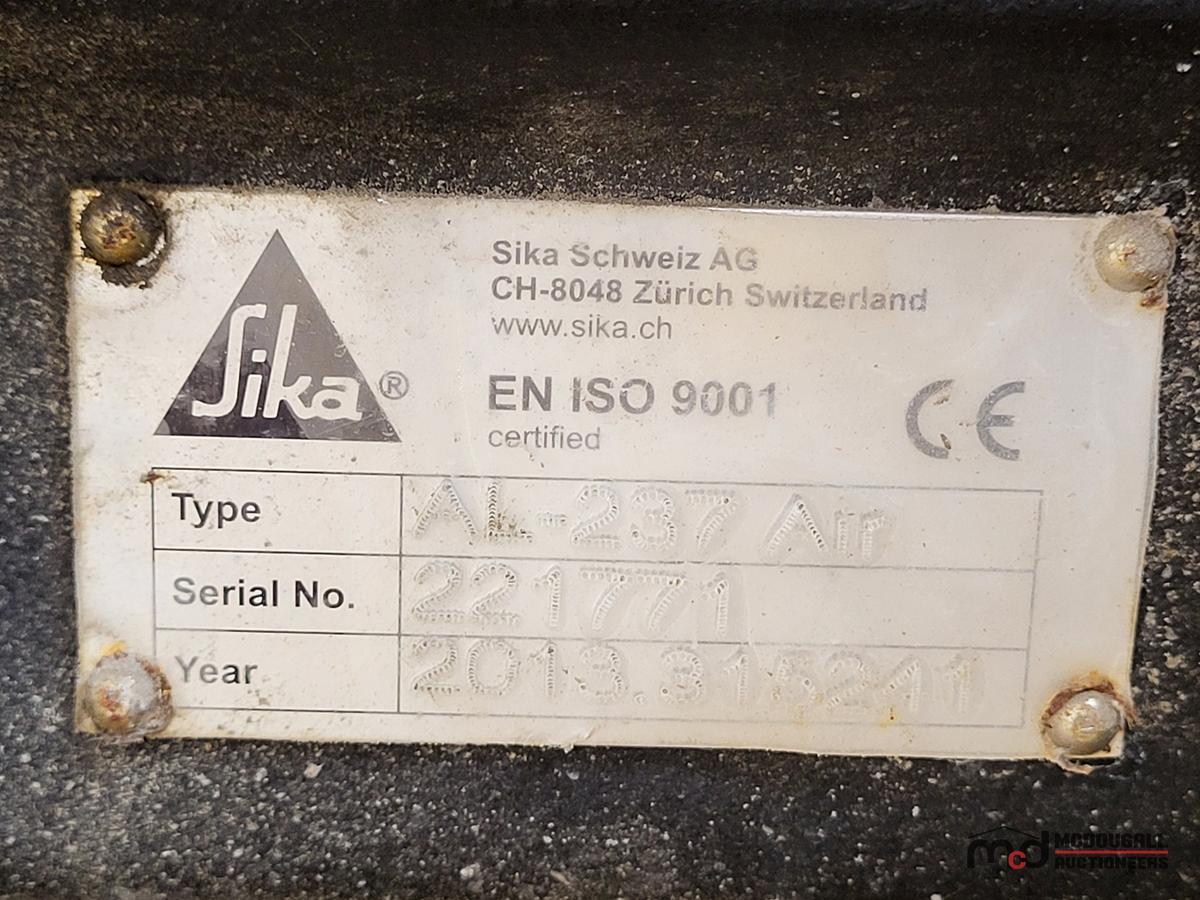 Sika®
Sika Schweiz AG
CH-8048 Zürich Switzerland
www.sika.ch
EN ISO 9001
certified
CE
Type AL-237 Air
Serial No. 221771
Year
mcd MCDOUGALL
AUCTIONEERS